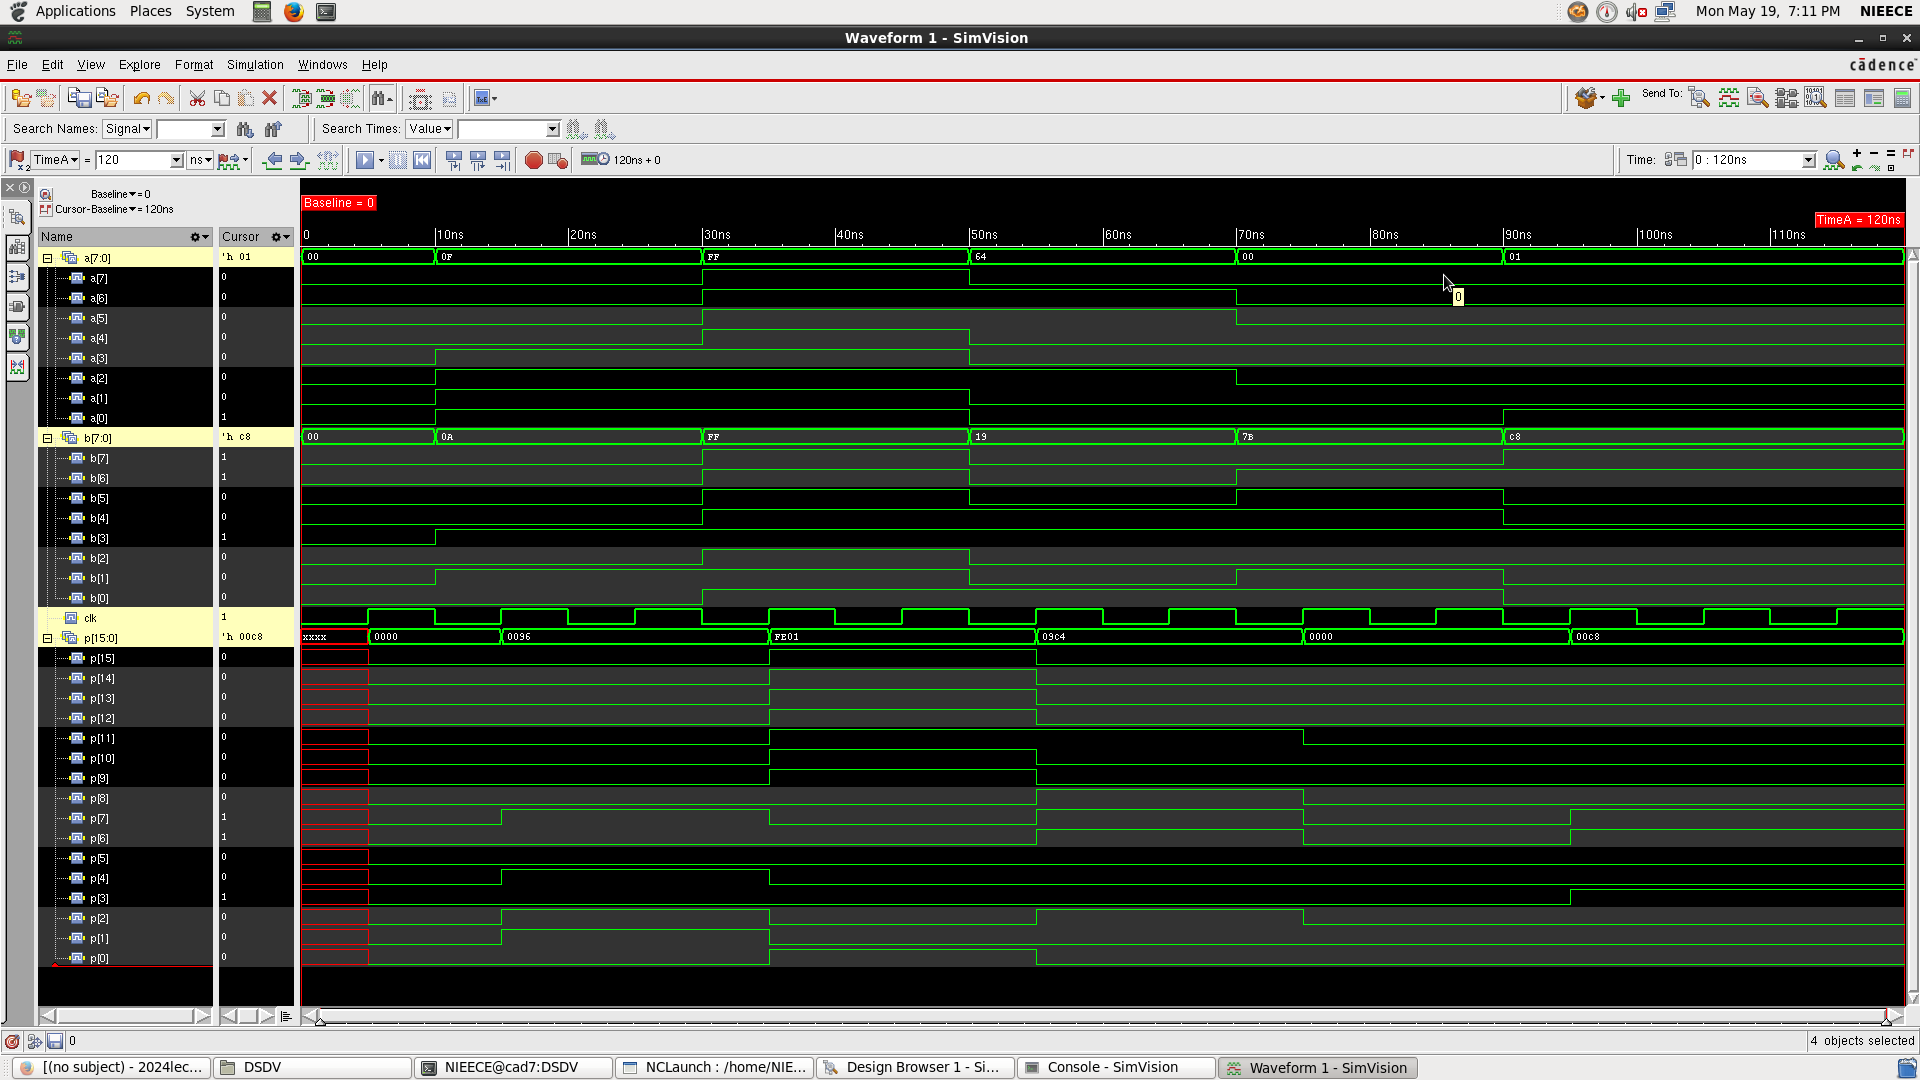 Applications Places System Mon May 19, 7:11 PM NIEECE
Waveform 1 - SimVision
File Edit View Explore Format Simulation Windows Help cādence
Send To:
Search Names: Signal Search Times: Value
TimeA = 120 ns 120ns + 0 Time: 0 : 120ns
Baseline = 0
Cursor-Baseline = 120ns
Baseline = 0
TimeA = 120ns
Name Cursor 0 10ns 20ns 30ns 40ns 50ns 60ns 70ns 80ns 90ns 100ns 110ns
a[7:0] 'h 01 00 0F FF 64 00 01
a[7] 0
a[6] 0 0
a[5] 0
a[4] 0
a[3] 0
a[2] 0
a[1] 0
a[0] 1
b[7:0] 'h c8 00 0A FF 19 7B c8
b[7] 1
b[6] 1
b[5] 0
b[4] 0
b[3] 1
b[2] 0
b[1] 0
b[0] 0
clk 1
p[15:0] 'h 00c8 xxxx 0000 0096 FE01 09c4 0000 00c8
p[15] 0
p[14] 0
p[13] 0
p[12] 0
p[11] 0
p[10] 0
p[9] 0
p[8] 0
p[7] 1
p[6] 1
p[5] 0
p[4] 0
p[3] 1
p[2] 0
p[1] 0
p[0] 0
0 4 objects selected
[(no subject) - 2024lec... DSDV NIEECE@cad7:DSDV NCLaunch : /home/NIE... Design Browser 1 - Si... Console - SimVision Waveform 1 - SimVision